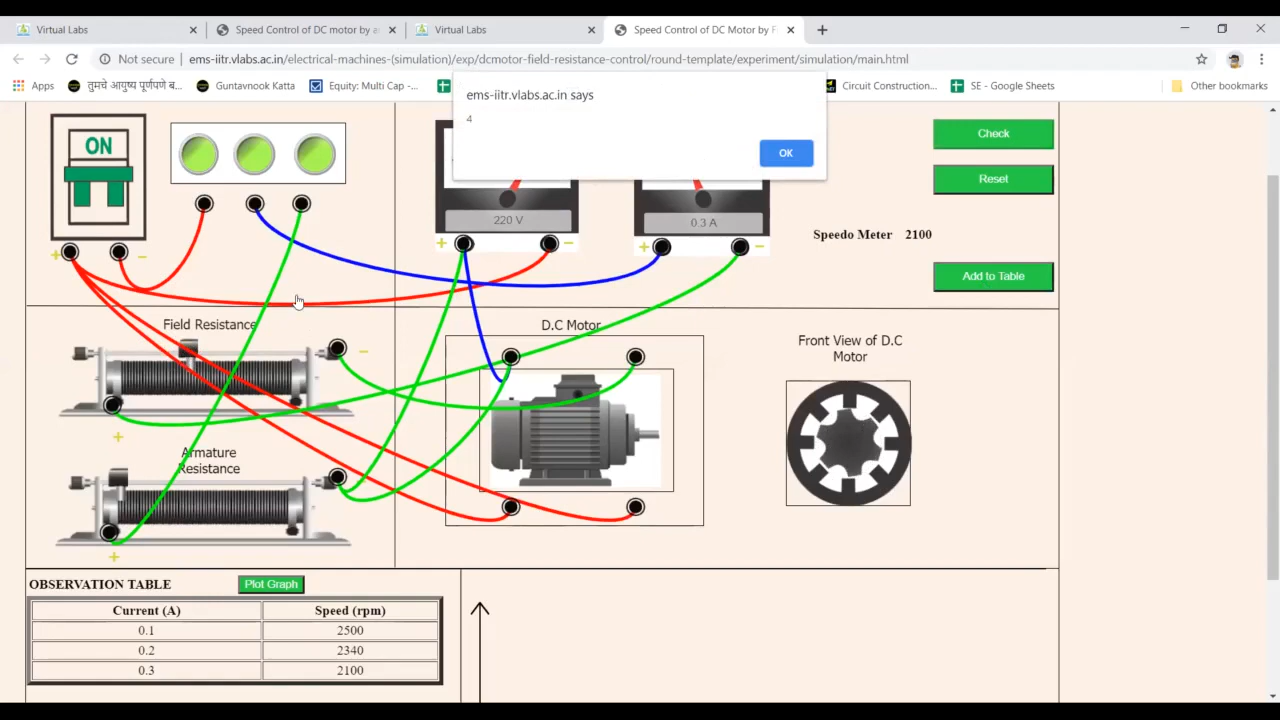 Virtual Labs
Speed Control of DC motor by ar
Virtual Labs
Speed Control of DC Motor by F
Not secure
ems-iitr.vlabs.ac.in/electrical-machines-(simulation)/exp/dcmotor-field-resistance-control/round-template/experiment/simulation/main.html
Apps
तुमचे आयुष्य पूर्णपणे ब...
Guntavnook Katta
Equity: Multi Cap -...
Circuit Construction...
SE - Google Sheets
Other bookmarks
ems-iitr.vlabs.ac.in says
4
OK
ON
Check
Reset
220 V
0.3 A
+
−
+
−
+
−
Speedo Meter 2100
Add to Table
Field Resistance
D.C Motor
Front View of D.C
Motor
−
+
Armature
Resistance
+
OBSERVATION TABLE
Plot Graph
Current (A) Speed (rpm)
0.1 2500
0.2 2340
0.3 2100